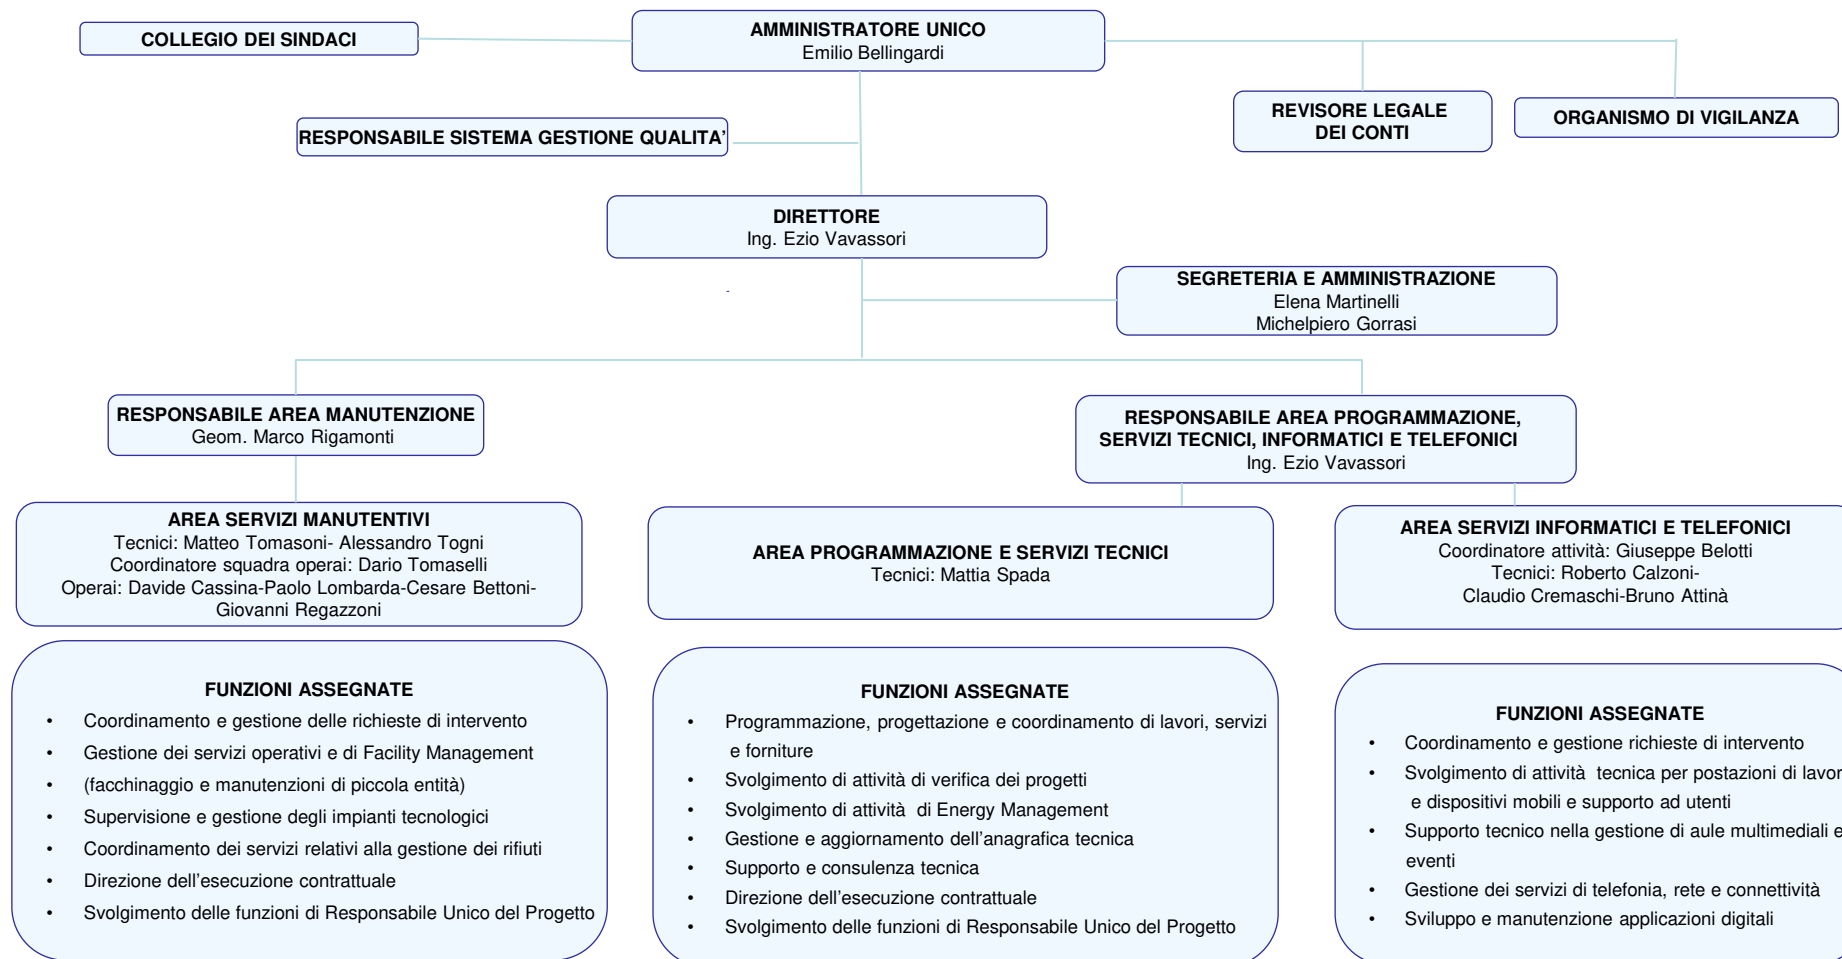 COLLEGIO DEI SINDACI
AMMINISTRATORE UNICO
Emilio Bellingardi
REVISORE LEGALE
DEI CONTI
ORGANISMO DI VIGILANZA
RESPONSABILE SISTEMA GESTIONE QUALITA’
DIRETTORE
Ing. Ezio Vavassori
SEGRETERIA E AMMINISTRAZIONE
Elena Martinelli
Michelpiero Gorrasi
RESPONSABILE AREA MANUTENZIONE
Geom. Marco Rigamonti
RESPONSABILE AREA PROGRAMMAZIONE,
SERVIZI TECNICI, INFORMATICI E TELEFONICI
Ing. Ezio Vavassori
AREA SERVIZI MANUTENTIVI
Tecnici: Matteo Tomasoni- Alessandro Togni
Coordinatore squadra operai: Dario Tomaselli
Operai: Davide Cassina-Paolo Lombarda-Cesare Bettoni-
Giovanni Regazzoni
AREA PROGRAMMAZIONE E SERVIZI TECNICI
Tecnici: Mattia Spada
AREA SERVIZI INFORMATICI E TELEFONICI
Coordinatore attività: Giuseppe Belotti
Tecnici: Roberto Calzoni-
Claudio Cremaschi-Bruno Attinà
FUNZIONI ASSEGNATE
• Coordinamento e gestione delle richieste di intervento
• Gestione dei servizi operativi e di Facility Management
• (facchinaggio e manutenzioni di piccola entità)
• Supervisione e gestione degli impianti tecnologici
• Coordinamento dei servizi relativi alla gestione dei rifiuti
• Direzione dell’esecuzione contrattuale
• Svolgimento delle funzioni di Responsabile Unico del Progetto
FUNZIONI ASSEGNATE
• Programmazione, progettazione e coordinamento di lavori, servizi
e forniture
• Svolgimento di attività di verifica dei progetti
• Svolgimento di attività di Energy Management
• Gestione e aggiornamento dell’anagrafica tecnica
• Supporto e consulenza tecnica
• Direzione dell’esecuzione contrattuale
• Svolgimento delle funzioni di Responsabile Unico del Progetto
FUNZIONI ASSEGNATE
• Coordinamento e gestione richieste di intervento
• Svolgimento di attività tecnica per postazioni di lavor
e dispositivi mobili e supporto ad utenti
• Supporto tecnico nella gestione di aule multimediali e
eventi
• Gestione dei servizi di telefonia, rete e connettività
• Sviluppo e manutenzione applicazioni digitali